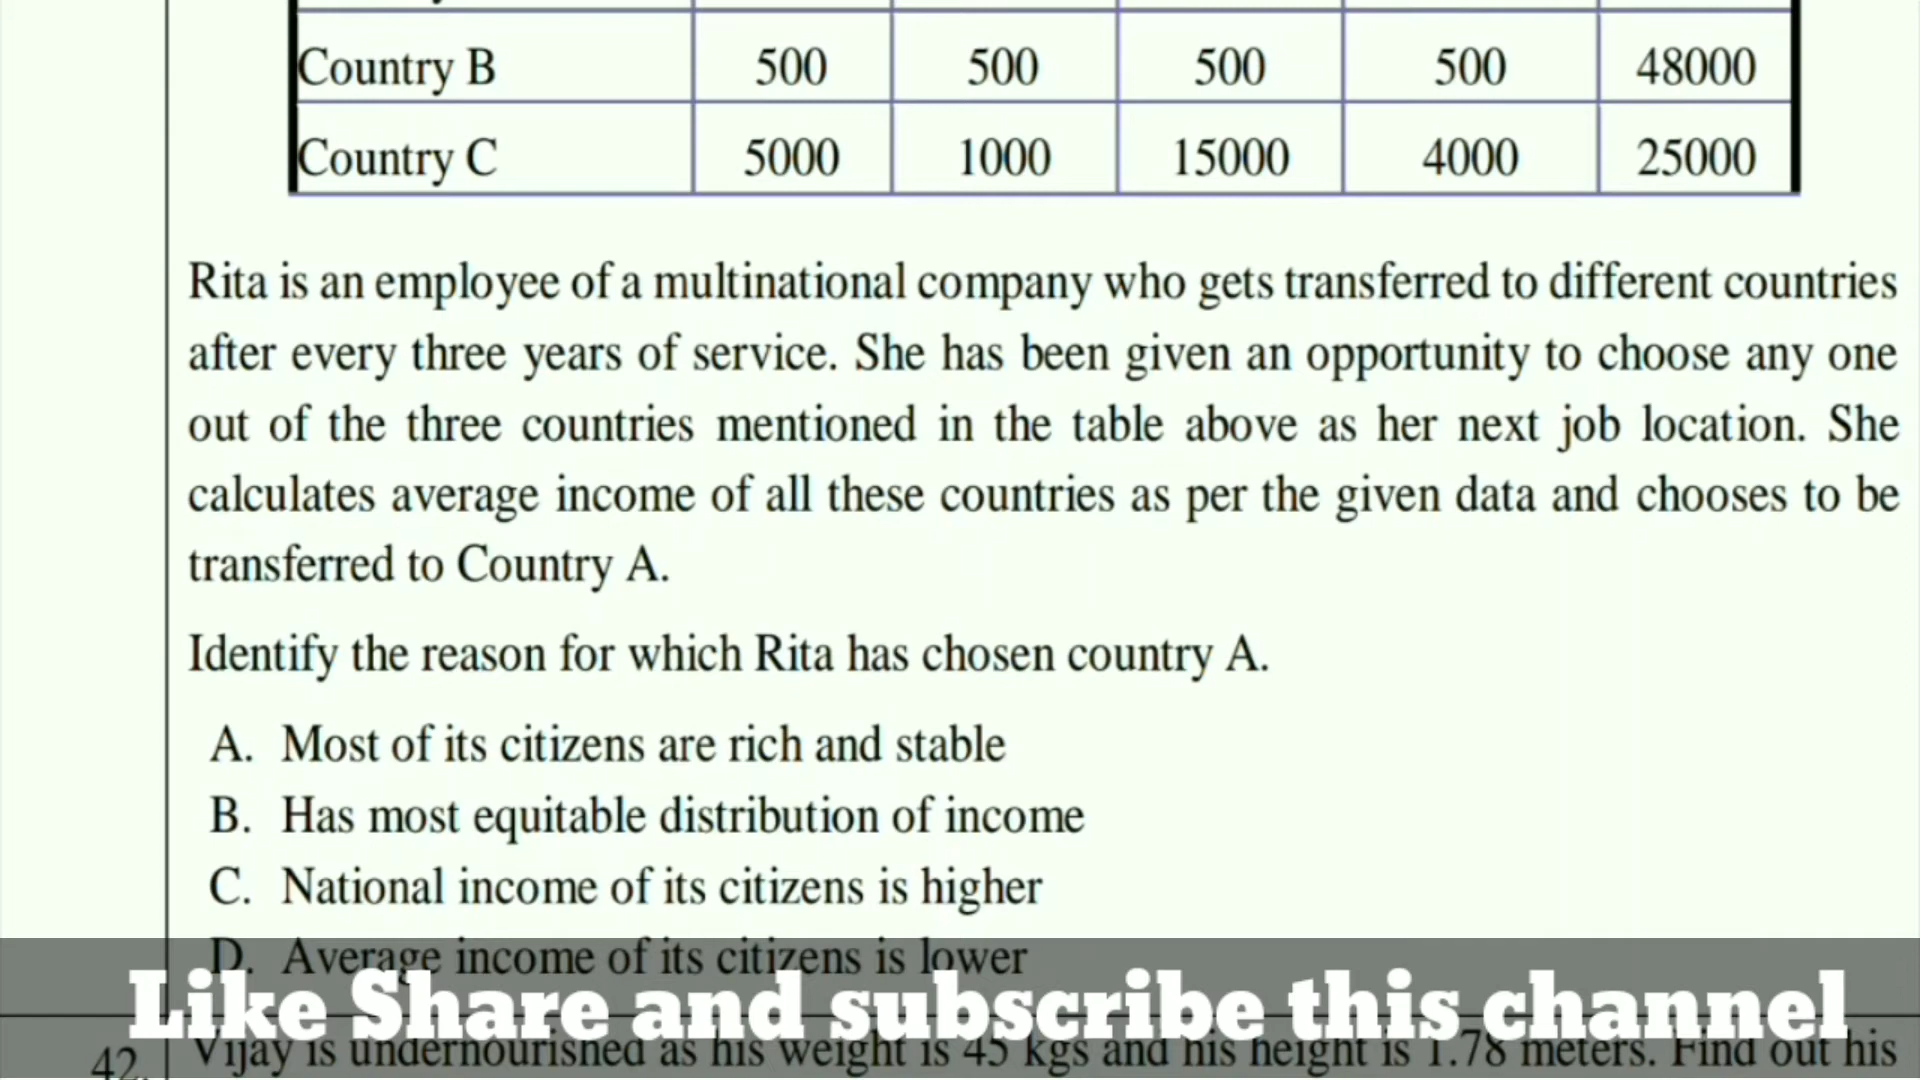 Country B 500 500 500 500 48000
Country C 5000 1000 15000 4000 25000
Rita is an employee of a multinational company who gets transferred to different countries
after every three years of service. She has been given an opportunity to choose any one
out of the three countries mentioned in the table above as her next job location. She
calculates average income of all these countries as per the given data and chooses to be
transferred to Country A.
Identify the reason for which Rita has chosen country A.
A. Most of its citizens are rich and stable
B. Has most equitable distribution of income
C. National income of its citizens is higher
D. Average income of its citizens is lower
Like Share and subscribe this channel
42. Vijay is undernourished as his weight is 45 kgs and his height is 1.78 meters. Find out his